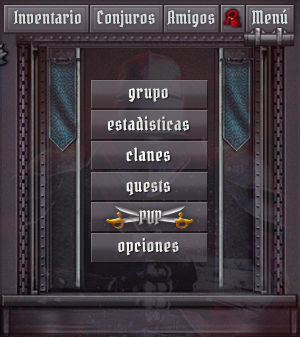 Inventario Conjuros Amigos Menú
grupo
estadisticas
clanes
quests
pvp
opciones